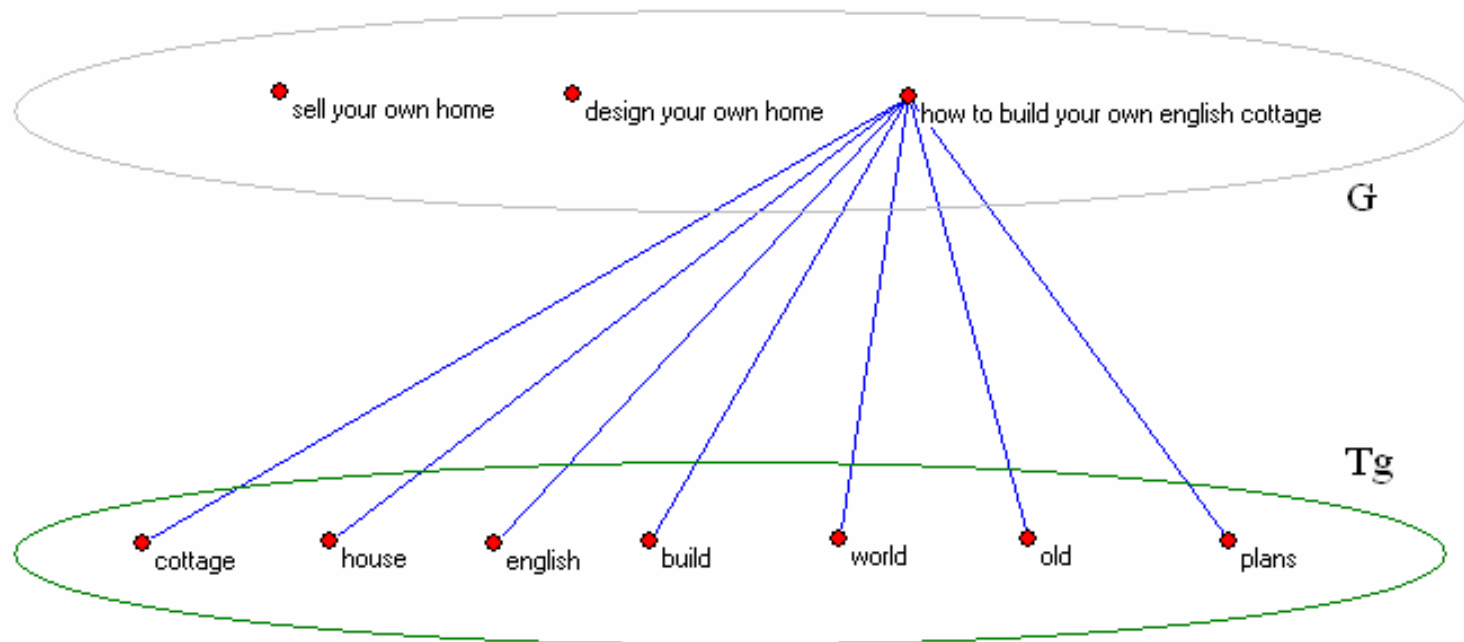 sell your own home
design your own home
how to build your own english cottage
G
Tg
cottage
house
english
build
world
old
plans